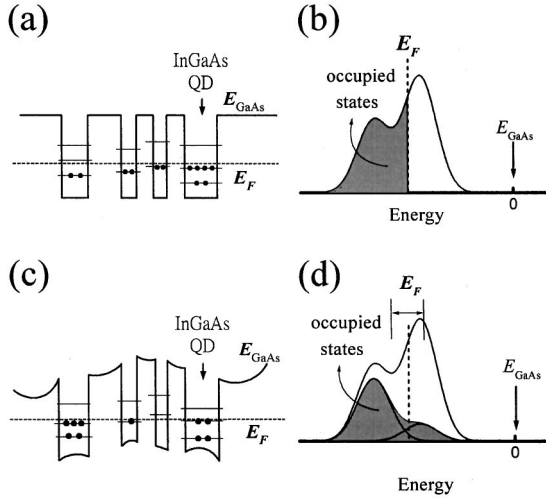 (a)
InGaAs
QD
E_GaAs
E_F
(b)
E_F
occupied
states
E_GaAs
0
Energy
(c)
InGaAs
QD
E_GaAs
E_F
(d)
E_F
occupied
states
E_GaAs
0
Energy